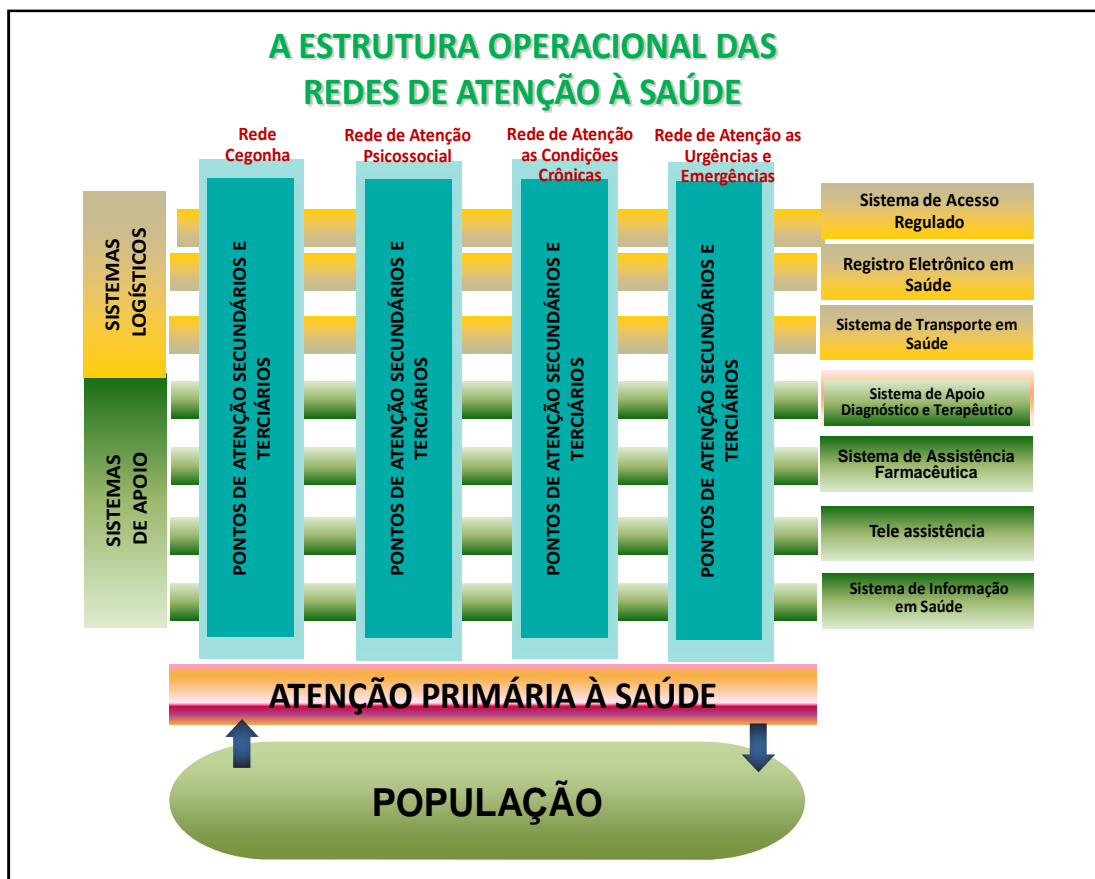 A ESTRUTURA OPERACIONAL DAS
REDES DE ATENÇÃO À SAÚDE
Rede
Cegonha
Rede de Atenção
Psicossocial
Rede de Atenção
as Condições
Crônicas
Rede de Atenção as
Urgências e
Emergências
SISTEMAS
LOGÍSTICOS
SISTEMAS
DE APOIO
PONTOS DE ATENÇÃO SECUNDÁRIOS E
TERCIÁRIOS
PONTOS DE ATENÇÃO SECUNDÁRIOS E
TERCIÁRIOS
PONTOS DE ATENÇÃO SECUNDÁRIOS E
TERCIÁRIOS
PONTOS DE ATENÇÃO SECUNDÁRIOS E
TERCIÁRIOS
Sistema de Acesso
Regulado
Registro Eletrônico em
Saúde
Sistema de Transporte em
Saúde
Sistema de Apoio
Diagnóstico e Terapêutico
Sistema de Assistência
Farmacêutica
Tele assistência
Sistema de Informação
em Saúde
ATENÇÃO PRIMÁRIA À SAÚDE
POPULAÇÃO